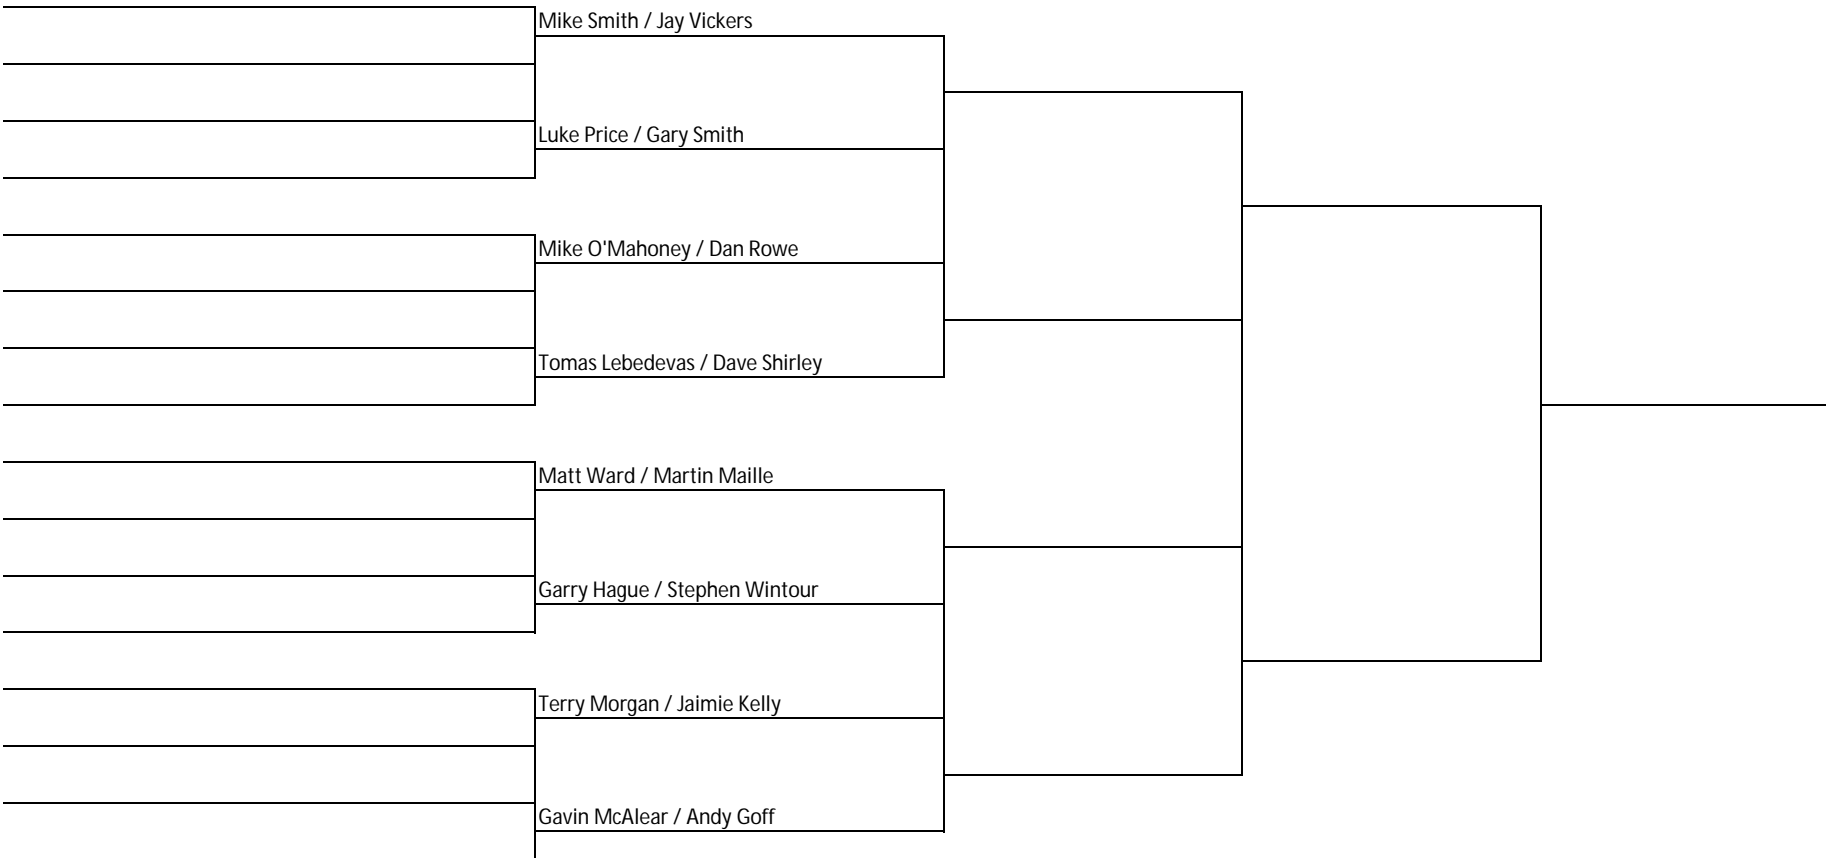 Mike Smith / Jay Vickers
Luke Price / Gary Smith
Mike O'Mahoney / Dan Rowe
Tomas Lebedevas / Dave Shirley
Matt Ward / Martin Maille
Garry Hague / Stephen Wintour
Terry Morgan / Jaimie Kelly
Gavin McAlear / Andy Goff